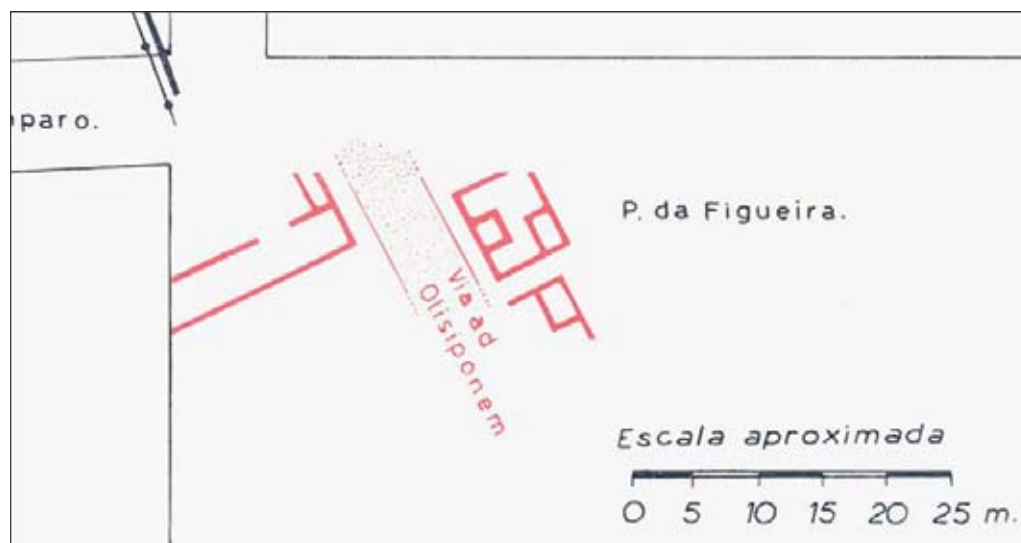 paro.
P. da Figueira.
Via ad
Olisiponem
Escala aproximada
0 5 10 15 20 25 m.